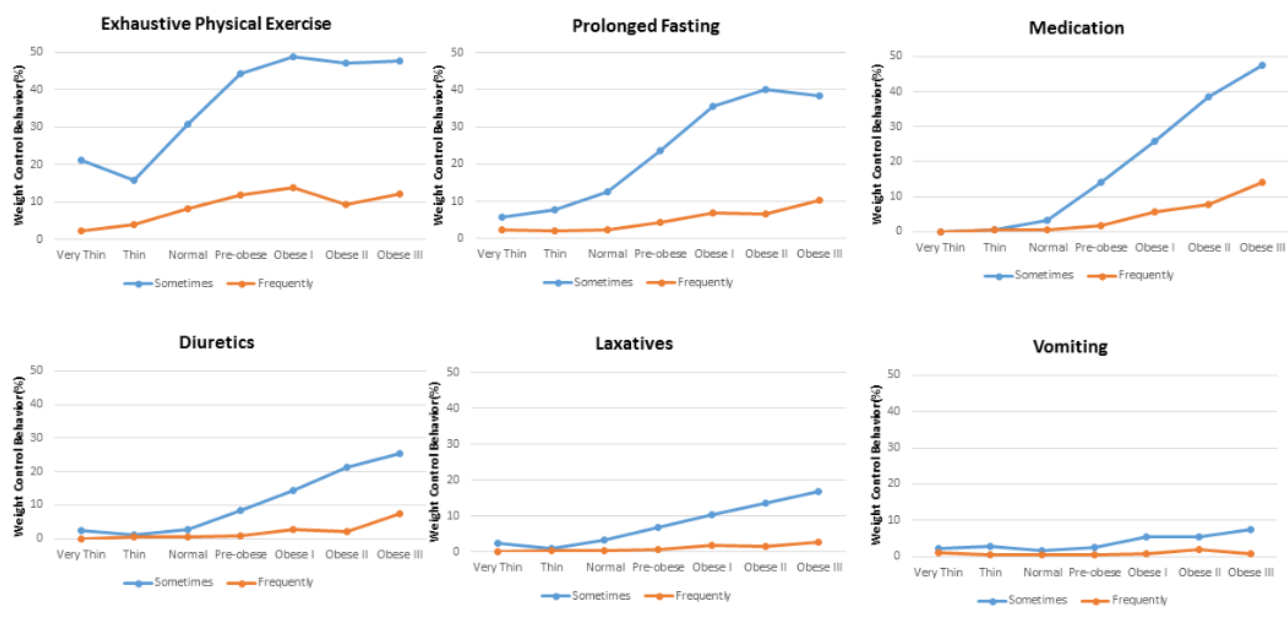 Exhaustive Physical Exercise
Weight Control Behavior(%)
50
40
30
20
10
0
Very Thin Thin Normal Pre-obese Obese I Obese II Obese III
Sometimes Frequently
Prolonged Fasting
Weight Control Behavior(%)
50
40
30
20
10
0
Very Thin Thin Normal Pre-obese Obese I Obese II Obese III
Sometimes Frequently
Medication
Weight Control Behavior(%)
50
40
30
20
10
0
Very Thin Thin Normal Pre-obese Obese I Obese II Obese III
Sometimes Frequently
Diuretics
Weight Control Behavior(%)
50
40
30
20
10
0
Very Thin Thin Normal Pre-obese Obese I Obese II Obese III
Sometimes Frequently
Laxatives
Weight Control Behavior(%)
50
40
30
20
10
0
Very Thin Thin Normal Pre-obese Obese I Obese II Obese III
Sometimes Frequently
Vomiting
Weight Control Behavior(%)
50
40
30
20
10
0
Very Thin Thin Normal Pre-obese Obese I Obese II Obese III
Sometimes Frequently